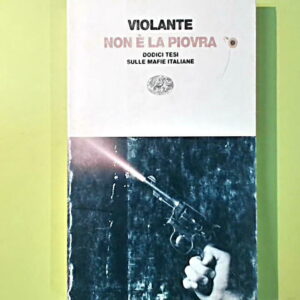 VIOLANTE
NON È LA PIOVRA
DODICI TESI
SULLE MAFIE ITALIANE